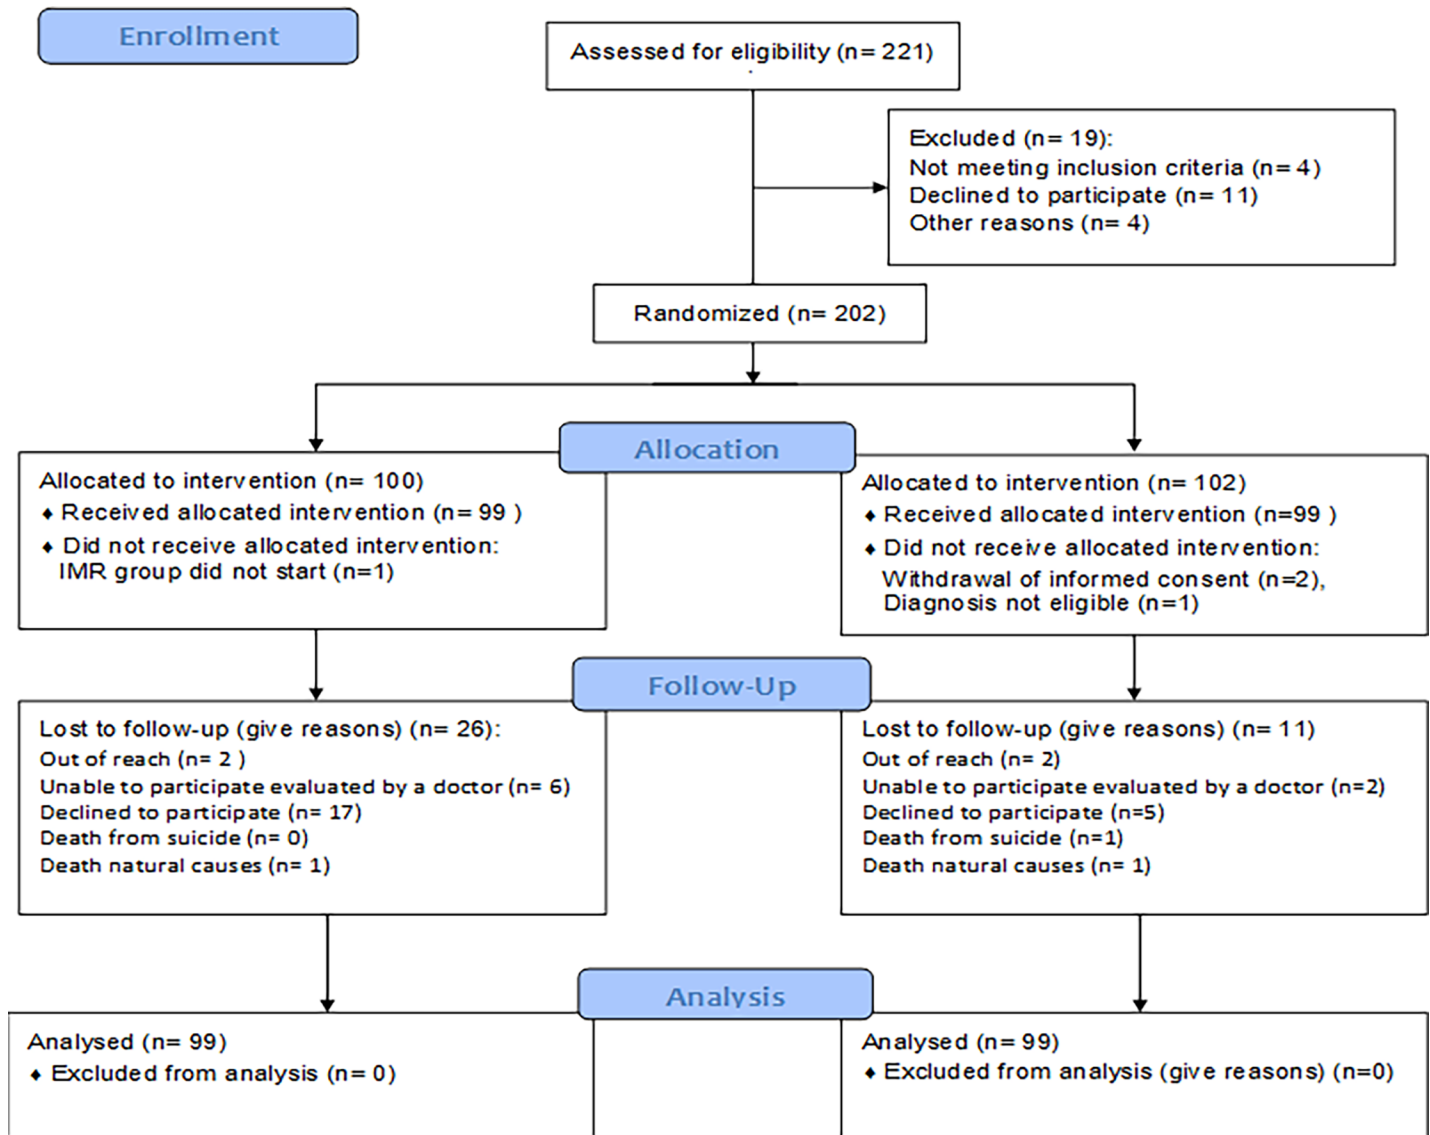 Enrollment
Assessed for eligibility (n= 221)
Excluded (n= 19):
Not meeting inclusion criteria (n= 4)
Declined to participate (n= 11)
Other reasons (n= 4)
Randomized (n= 202)
Allocation
Allocated to intervention (n= 100)
♦ Received allocated intervention (n= 99 )
♦ Did not receive allocated intervention:
IMR group did not start (n=1)
Allocated to intervention (n= 102)
♦ Received allocated intervention (n=99 )
♦ Did not receive allocated intervention:
Withdrawal of informed consent (n=2),
Diagnosis not eligible (n=1)
Follow-Up
Lost to follow-up (give reasons) (n= 26):
Out of reach (n= 2 )
Unable to participate evaluated by a doctor (n= 6)
Declined to participate (n= 17)
Death from suicide (n= 0)
Death natural causes (n= 1)
Lost to follow-up (give reasons) (n= 11)
Out of reach (n= 2)
Unable to participate evaluated by a doctor (n=2)
Declined to participate (n=5)
Death from suicide (n=1)
Death natural causes (n= 1)
Analysis
Analysed (n= 99)
♦ Excluded from analysis (n= 0)
Analysed (n= 99)
♦ Excluded from analysis (give reasons) (n=0)